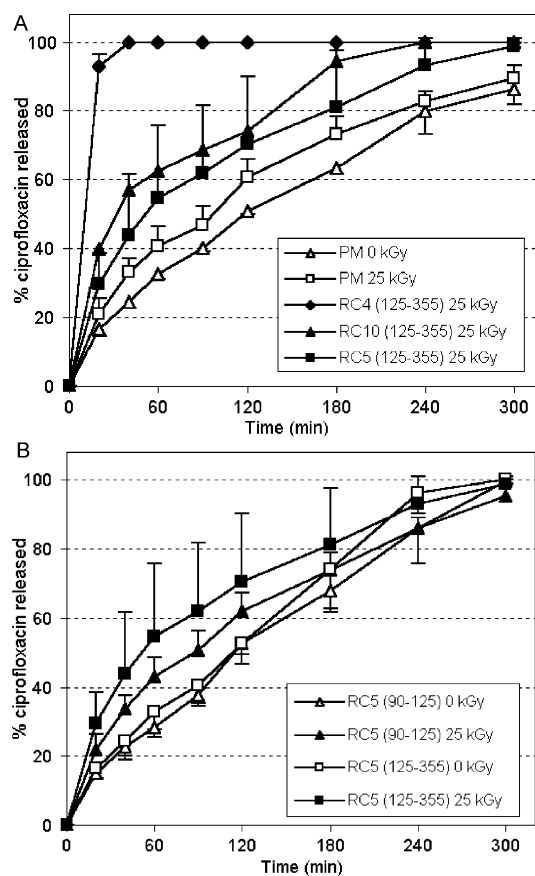 A
% ciprofloxacin released
100
80
60
40
20
0
PM 0 kGy
PM 25 kGy
RC4 (125-355) 25 kGy
RC10 (125-355) 25 kGy
RC5 (125-355) 25 kGy
0 60 120 180 240 300
Time (min)
B
% ciprofloxacin released
100
80
60
40
20
0
RC5 (90-125) 0 kGy
RC5 (90-125) 25 kGy
RC5 (125-355) 0 kGy
RC5 (125-355) 25 kGy
0 60 120 180 240 300
Time (min)